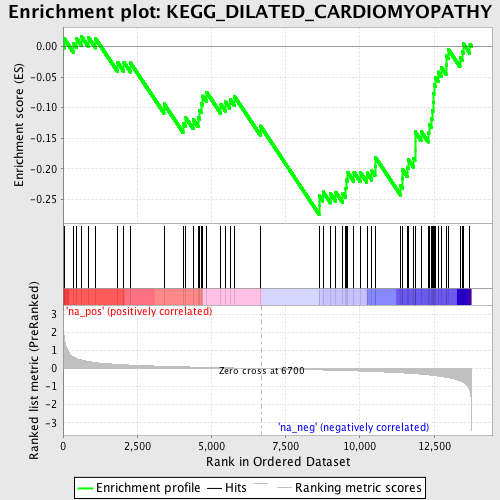 Enrichment plot: KEGG_DILATED_CARDIOMYOPATHY
Enrichment score (ES)
0.00
-0.05
-0.10
-0.15
-0.20
-0.25
'na_pos' (positively correlated)
Ranked list metric (PreRanked)
3
2
1
0
-1
-2
-3
Zero cross at 6700
'na_neg' (negatively correlated)
0
2,500
5,000
7,500
10,000
12,500
Rank in Ordered Dataset
Enrichment profile
Hits
Ranking metric scores